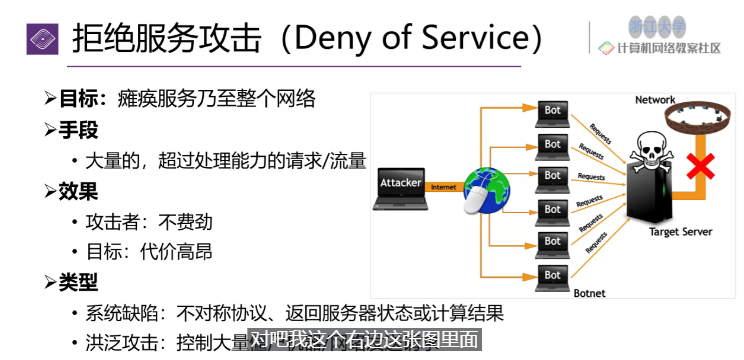 拒绝服务攻击（Deny of Service）
浙江大学
计算机网络教案社区
➢目标：瘫痪服务乃至整个网络
➢手段
• 大量的，超过处理能力的请求/流量
➢效果
• 攻击者：不费劲
• 目标：代价高昂
➢类型
• 系统缺陷：不对称协议、返回服务器状态或计算结果
• 洪泛攻击：控制大量
Attacker
Internet
Bot
Bot
Bot
Bot
Bot
Bot
Botnet
Requests
Requests
Requests
Requests
Requests
Requests
Network
Target Server
对吧我这个右边这张图里面